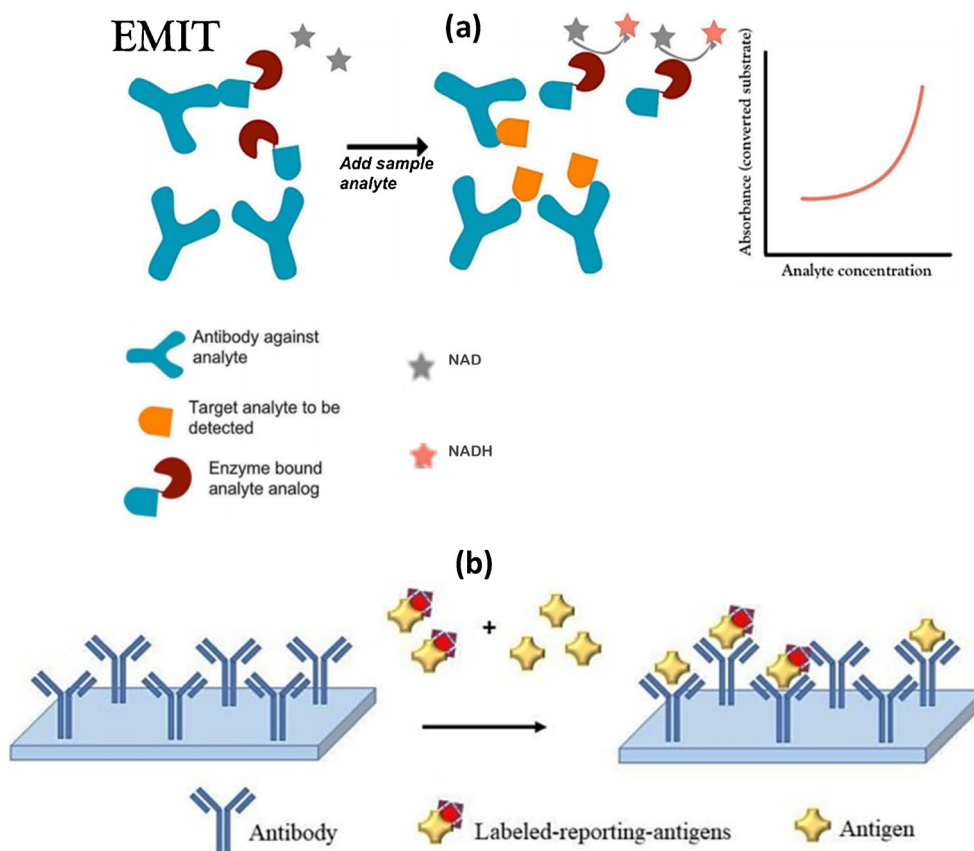 EMIT
(a)
Add sample
analyte
Absorbance (converted substrate)
Analyte concentration
Antibody against
analyte
NAD
Target analyte to be
detected
NADH
Enzyme bound
analyte analog
(b)
+
Antibody
Labeled-reporting-antigens
Antigen